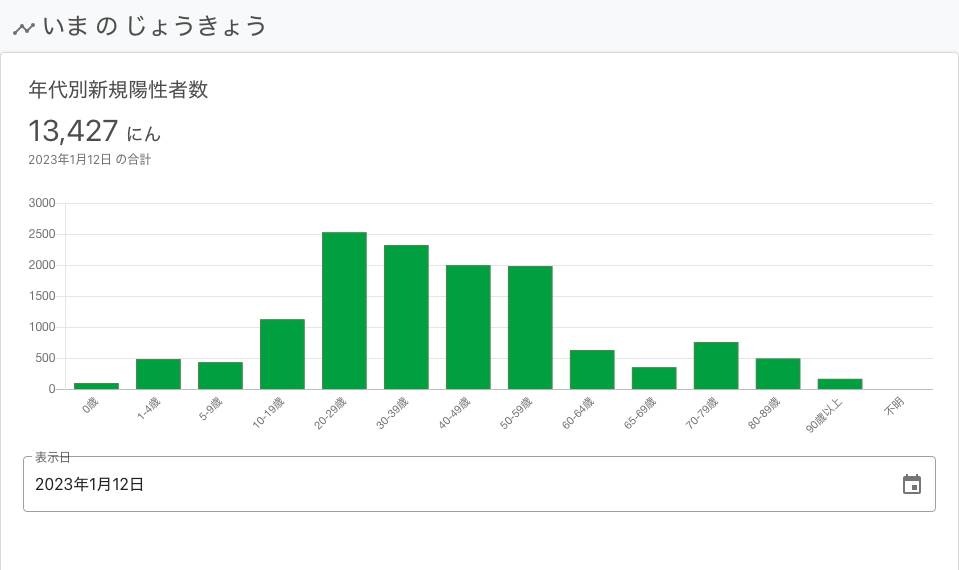 いま の じょうきょう
年代別新規陽性者数
13,427 にん
2023年1月12日 の合計
3000
2500
2000
1500
1000
500
0
0歳
1-4歳
5-9歳
10-19歳
20-29歳
30-39歳
40-49歳
50-59歳
60-64歳
65-69歳
70-79歳
80-89歳
90歳以上
不明
表示日
2023年1月12日